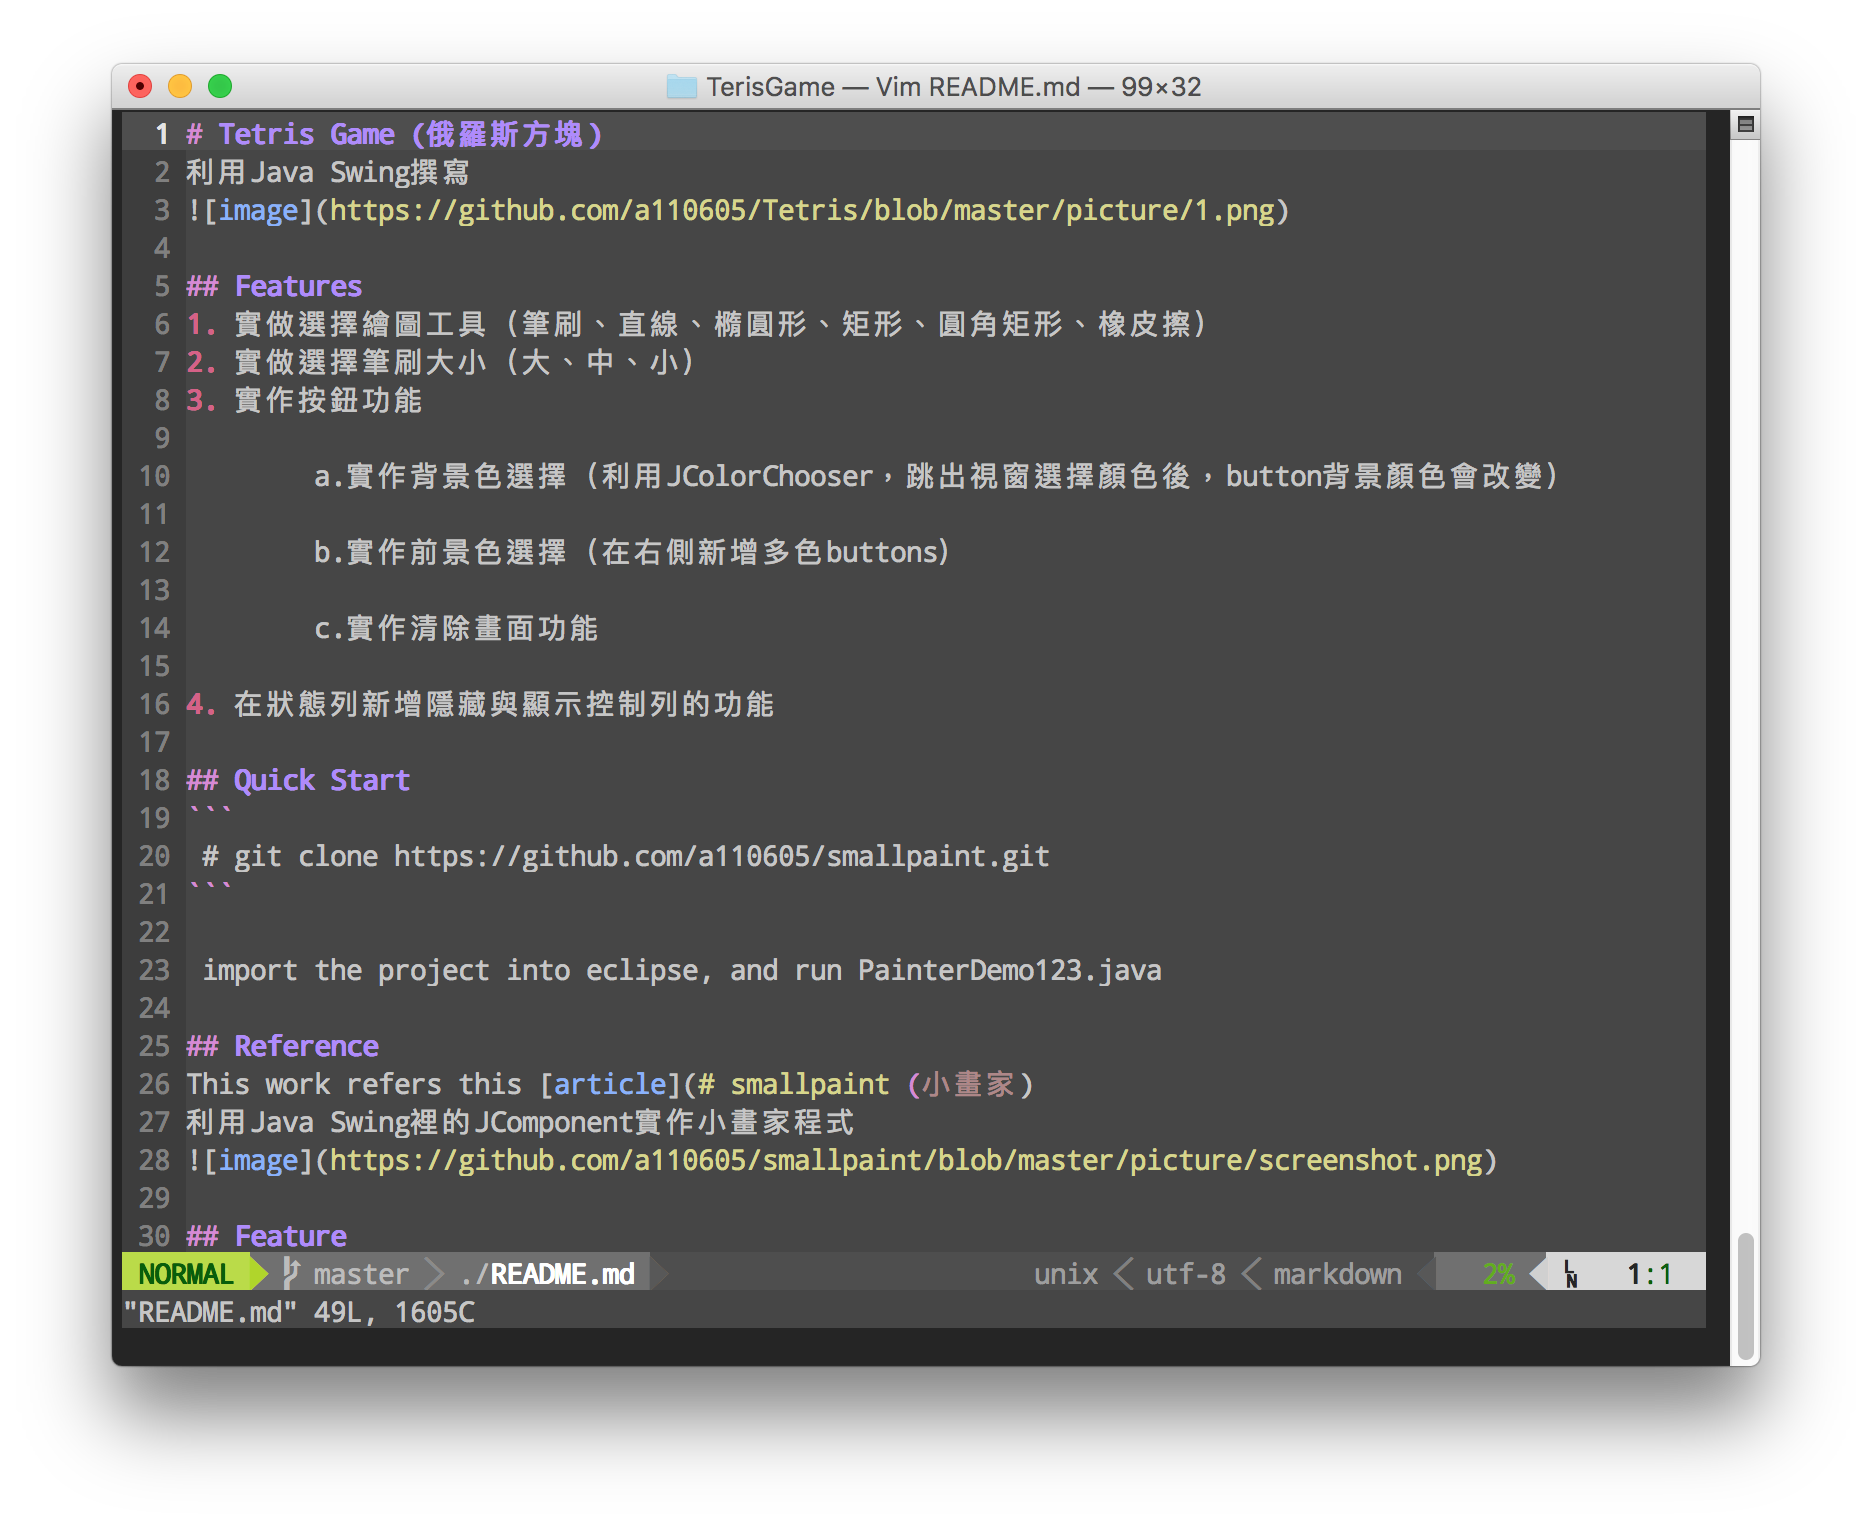 TerisGame — Vim README.md — 99×32
1 # Tetris Game (俄羅斯方塊)
2 利用Java Swing撰寫
3 ![image](https://github.com/a110605/Tetris/blob/master/picture/1.png)
4
5 ## Features
6 1. 實做選擇繪圖工具 (筆刷、直線、橢圓形、矩形、圓角矩形、橡皮擦)
7 2. 實做選擇筆刷大小 (大、中、小)
8 3. 實作按鈕功能
9
10         a.實作背景色選擇 (利用JColorChooser，跳出視窗選擇顏色後，button背景顏色會改變)
11
12         b.實作前景色選擇 (在右側新增多色buttons)
13
14         c.實作清除畫面功能
15
16 4. 在狀態列新增隱藏與顯示控制列的功能
17
18 ## Quick Start
19 ```
20  # git clone https://github.com/a110605/smallpaint.git
21 ```
22
23  import the project into eclipse, and run PainterDemo123.java
24
25 ## Reference
26 This work refers this [article](# smallpaint (小畫家)
27 利用Java Swing裡的JComponent實作小畫家程式
28 ![image](https://github.com/a110605/smallpaint/blob/master/picture/screenshot.png)
29
30 ## Feature
NORMAL master ./README.md unix utf-8 markdown 2% LN 1:1
"README.md" 49L, 1605C